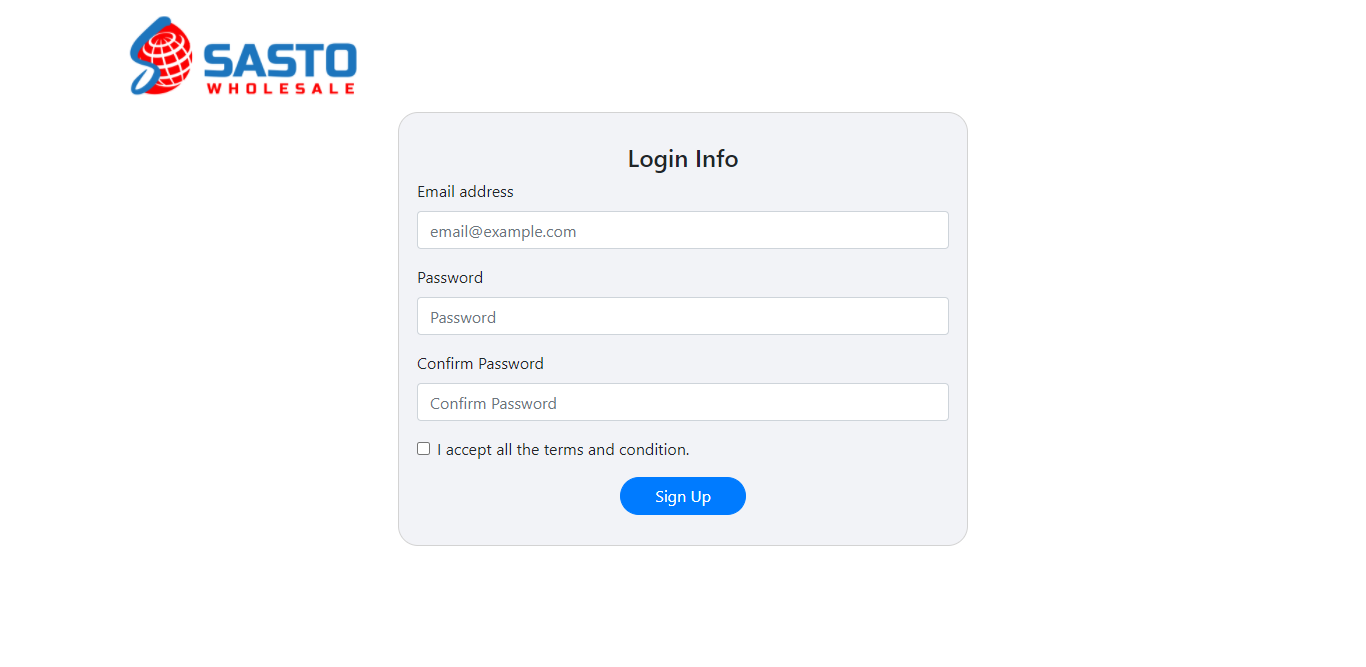 SASTO
WHOLESALE
Login Info
Email address
email@example.com
Password
Password
Confirm Password
Confirm Password
I accept all the terms and condition.
Sign Up